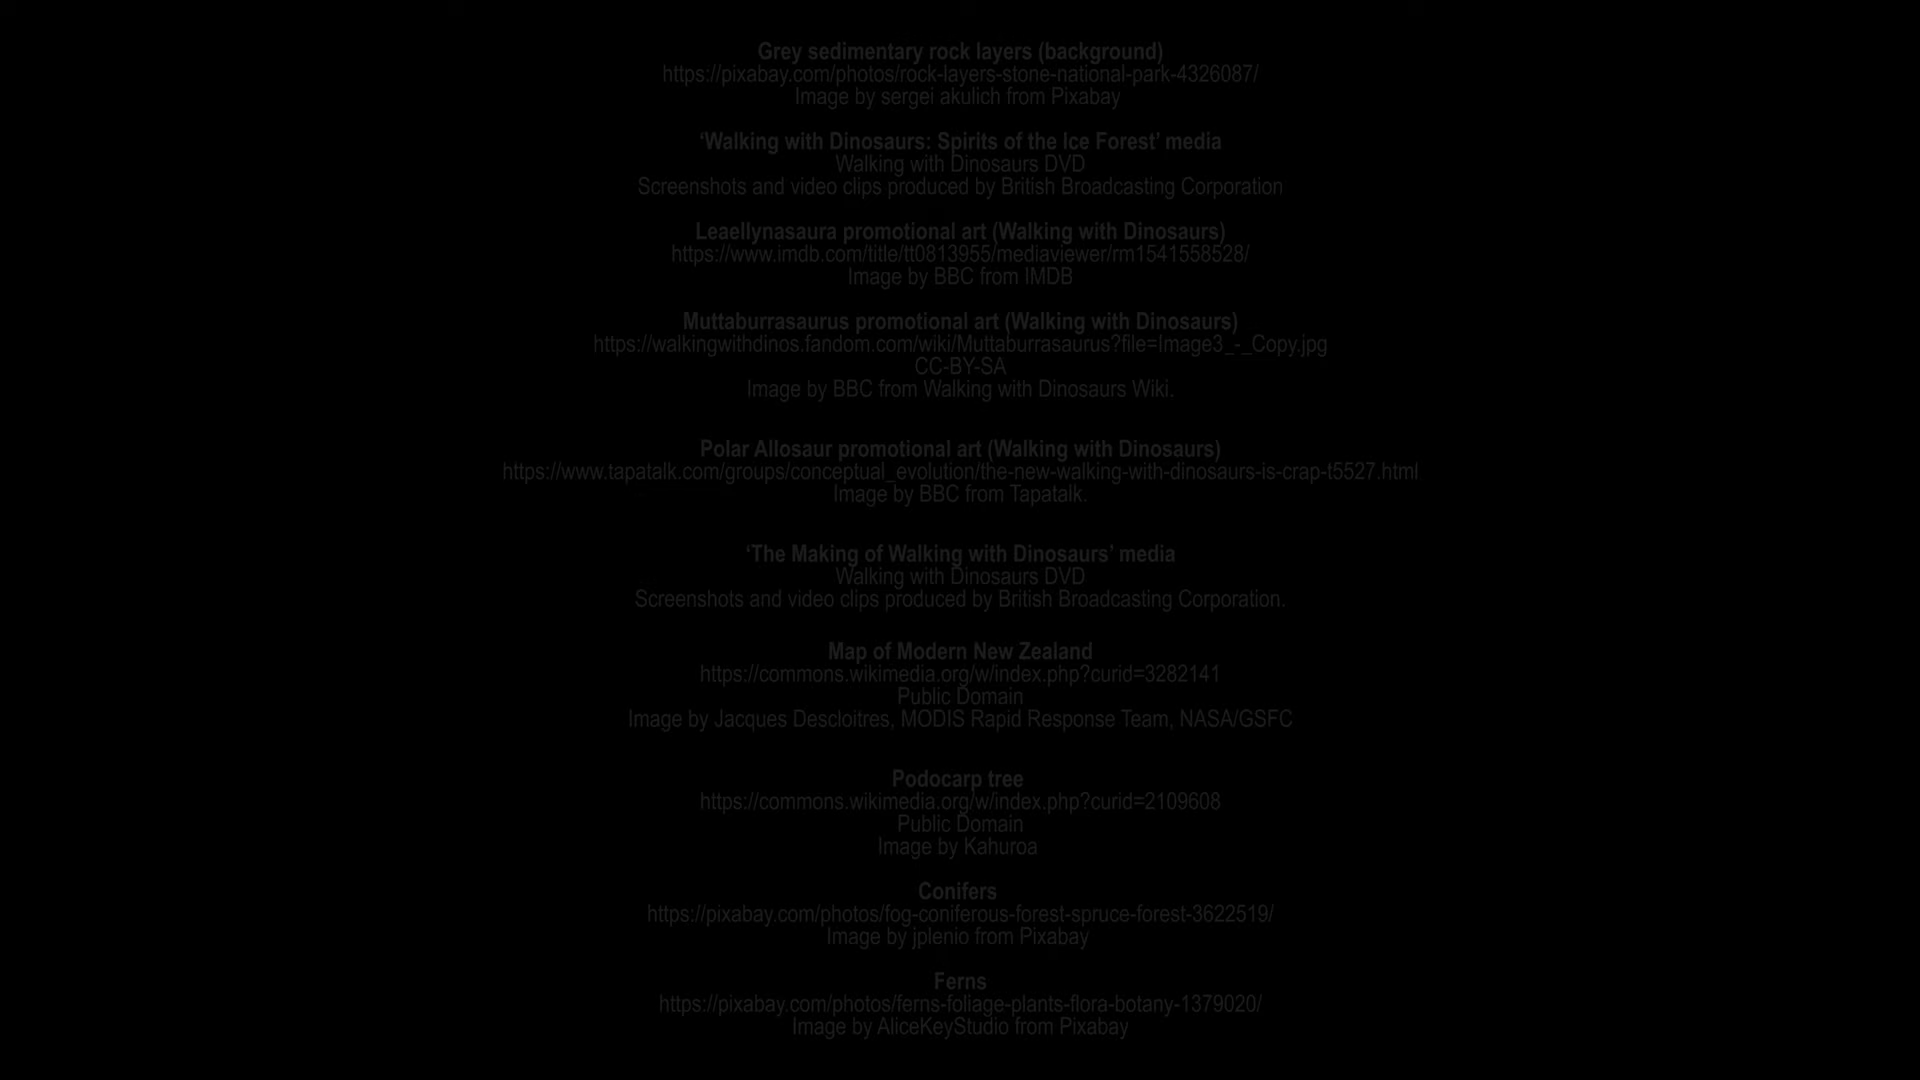 Grey sedimentary rock layers (background)
https://pixabay.com/photos/rock-layers-stone-national-park-4326087/
Image by sergei akulich from Pixabay
‘Walking with Dinosaurs: Spirits of the Ice Forest’ media
Walking with Dinosaurs DVD
Screenshots and video clips produced by British Broadcasting Corporation
Leaellynasaura promotional art (Walking with Dinosaurs)
https://www.imdb.com/title/tt0813955/mediaviewer/rm1541558528/
Image by BBC from IMDB
Muttaburrasaurus promotional art (Walking with Dinosaurs)
https://walkingwithdinos.fandom.com/wiki/Muttaburrasaurus?file=Image3_-_Copy.jpg
CC-BY-SA
Image by BBC from Walking with Dinosaurs Wiki.
Polar Allosaur promotional art (Walking with Dinosaurs)
https://www.tapatalk.com/groups/conceptual_evolution/the-new-walking-with-dinosaurs-is-crap-t5527.html
Image by BBC from Tapatalk.
‘The Making of Walking with Dinosaurs’ media
Walking with Dinosaurs DVD
Screenshots and video clips produced by British Broadcasting Corporation.
Map of Modern New Zealand
https://commons.wikimedia.org/w/index.php?curid=3282141
Public Domain
Image by Jacques Descloitres, MODIS Rapid Response Team, NASA/GSFC
Podocarp tree
https://commons.wikimedia.org/w/index.php?curid=2109608
Public Domain
Image by Kahuroa
Conifers
https://pixabay.com/photos/fog-coniferous-forest-spruce-forest-3622519/
Image by jplenio from Pixabay
Ferns
https://pixabay.com/photos/ferns-foliage-plants-flora-botany-1379020/
Image by AliceKeyStudio from Pixabay